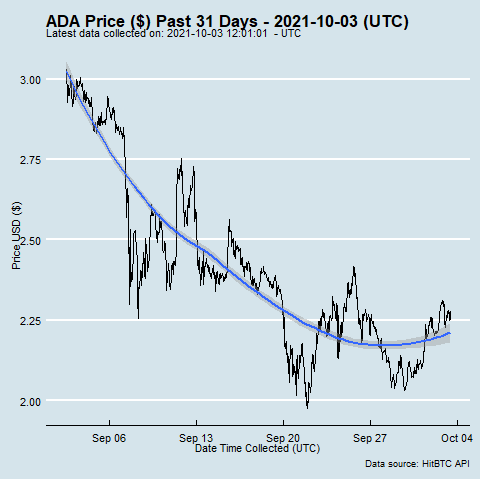 ADA Price ($) Past 31 Days - 2021-10-03 (UTC)
Latest data collected on: 2021-10-03 12:01:01 - UTC
Price USD ($)
3.00
2.75
2.50
2.25
2.00
Sep 06 Sep 13 Sep 20 Sep 27 Oct 04
Date Time Collected (UTC)
Data source: HitBTC API